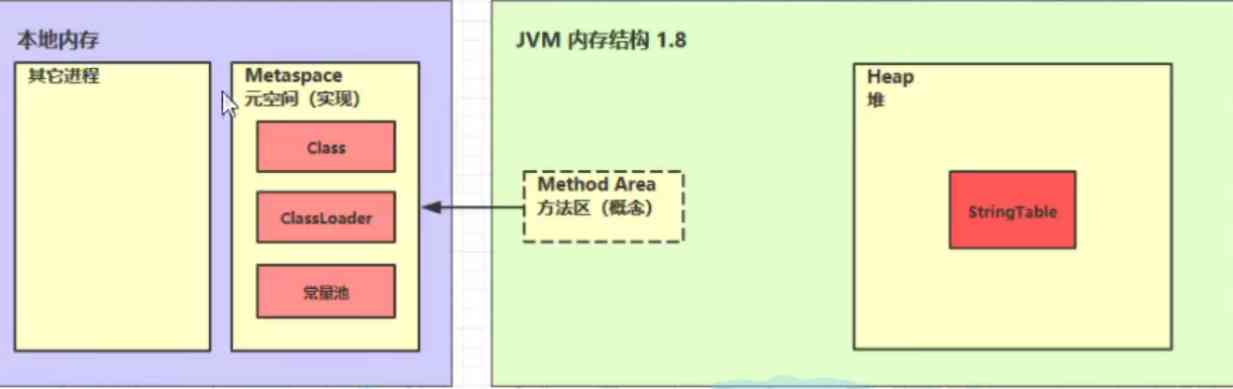 本地内存
其它进程
Metaspace
元空间（实现）
Class
ClassLoader
常量池
JVM 内存结构 1.8
Method Area
方法区（概念）
Heap
堆
StringTable